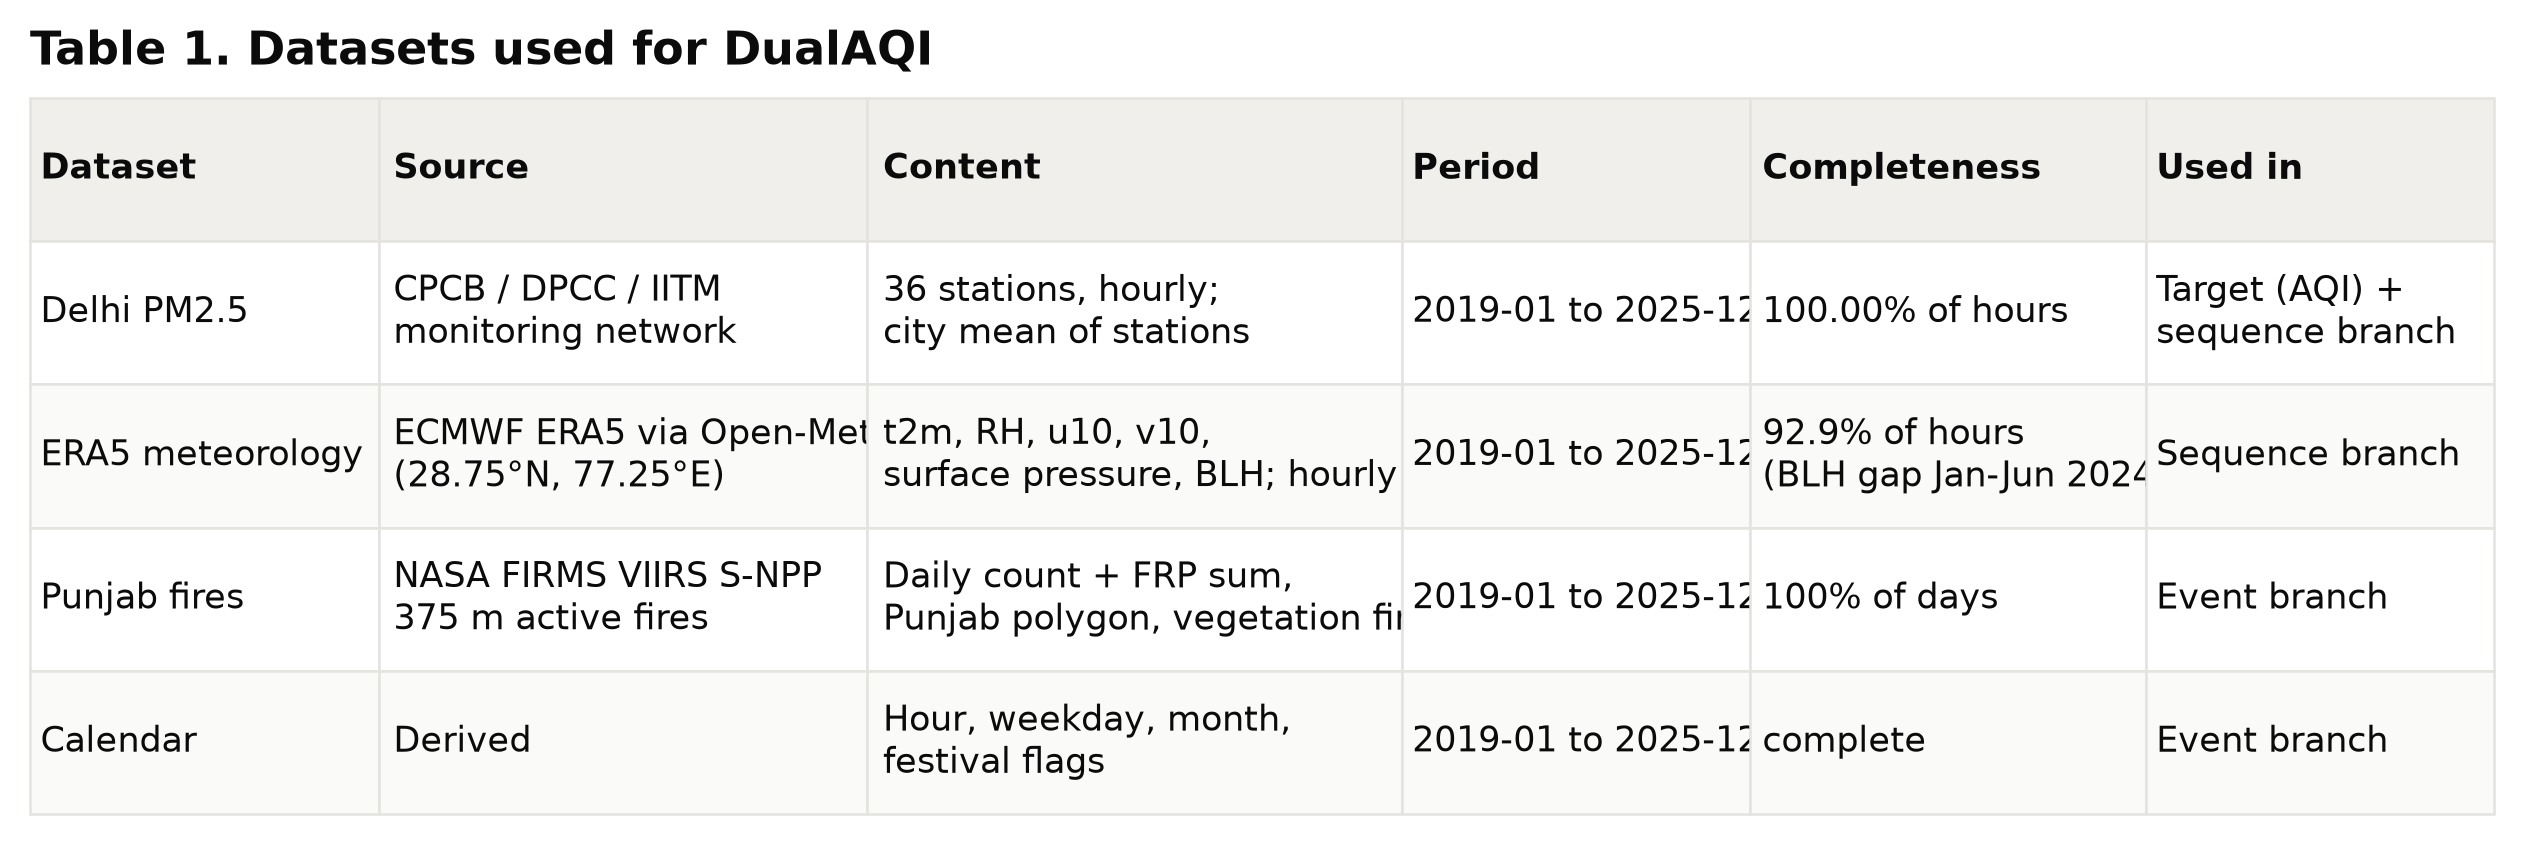 Table 1. Datasets used for DualAQI
Dataset Source Content Period Completeness Used in
Delhi PM2.5
CPCB / DPCC / IITM
monitoring network
36 stations, hourly;
city mean of stations
2019-01 to 2025-12
100.00% of hours
Target (AQI) +
sequence branch
ERA5 meteorology
ECMWF ERA5 via Open-Met
(28.75°N, 77.25°E)
t2m, RH, u10, v10,
surface pressure, BLH; hourly
2019-01 to 2025-12
92.9% of hours
(BLH gap Jan-Jun 2024
Sequence branch
Punjab fires
NASA FIRMS VIIRS S-NPP
375 m active fires
Daily count + FRP sum,
Punjab polygon, vegetation fir
2019-01 to 2025-12
100% of days
Event branch
Calendar
Derived
Hour, weekday, month,
festival flags
2019-01 to 2025-12
complete
Event branch